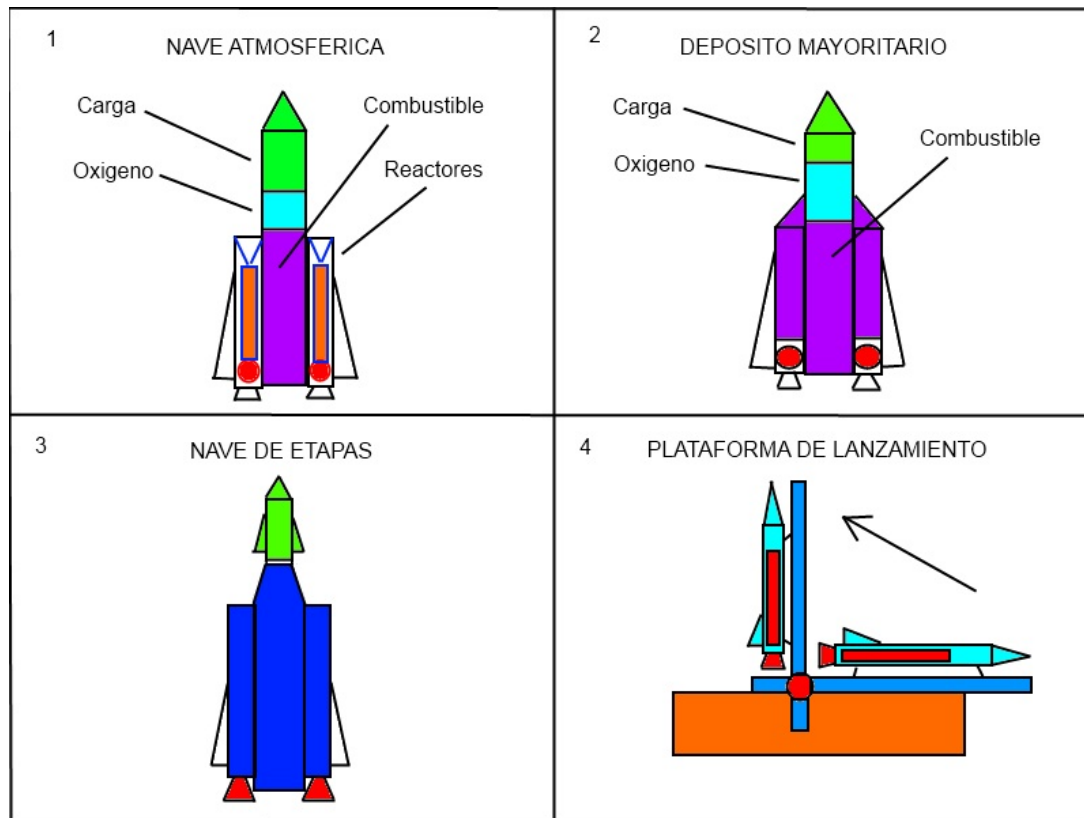 1
NAVE ATMOSFERICA
Carga
Combustible
Oxigeno
Reactores
2
DEPOSITO MAYORITARIO
Carga
Combustible
Oxigeno
3
NAVE DE ETAPAS
4
PLATAFORMA DE LANZAMIENTO